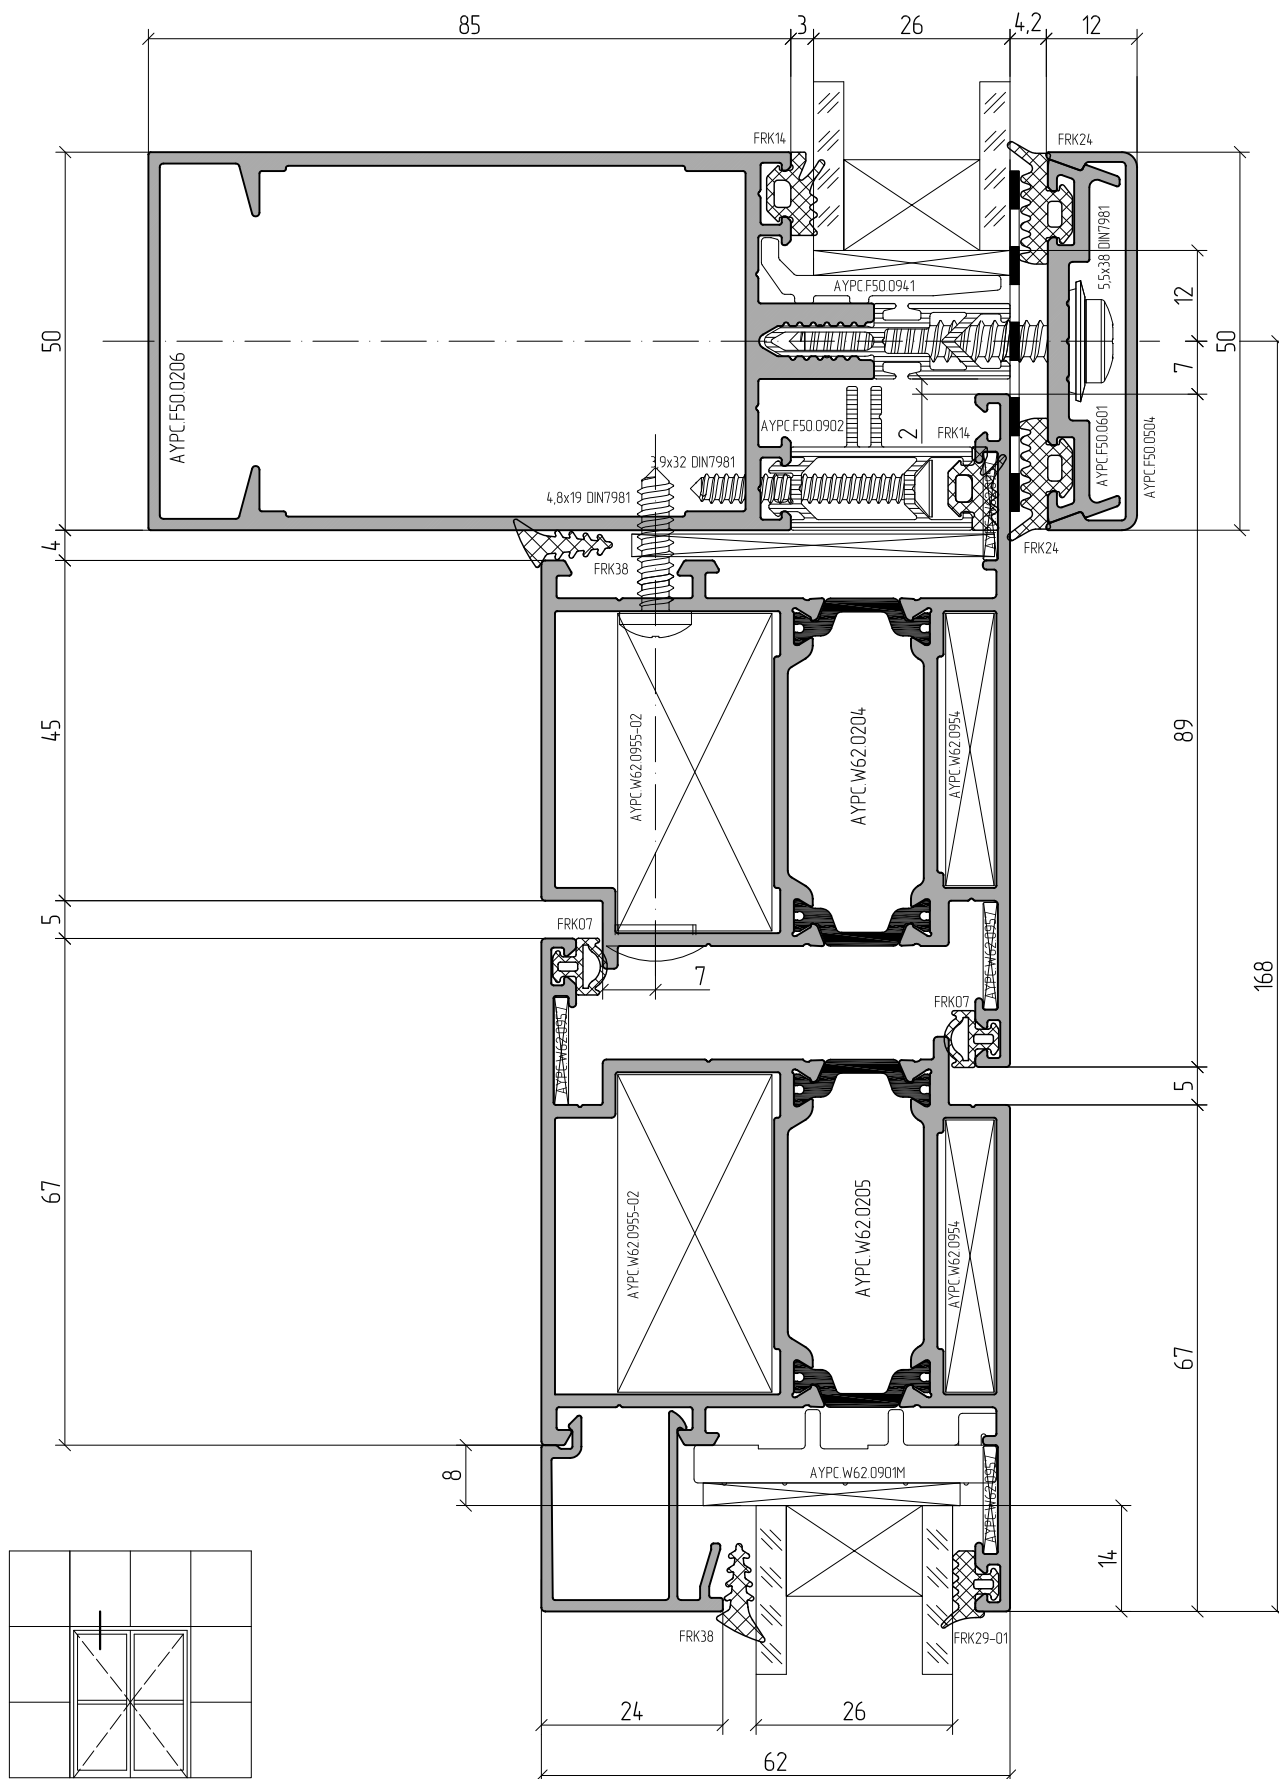 85
3
26
4,2
12
FRK14
FRK24
5,5x38 DIN7981
AYPC.F50.0941
12
50
AYPC.F50.0206
50
7
AYPC.F50.0902
2
FRK14
AYPC.F50.0601
AYPC.F50.0504
3,9x32 DIN7981
4,8x19 DIN7981
4
FRK38
FRK24
45
AYPC.W62.0955-02
AYPC.W62.0204
AYPC.W62.0954
89
5
FRK07
AYPC.W62.0957
7
168
FRK07
AYPC.W62.0957
5
67
AYPC.W62.0955-02
AYPC.W62.0205
AYPC.W62.0954
67
8
AYPC.W62.0901M
AYPC.W62.0957
14
FRK38
FRK29-01
24
26
62